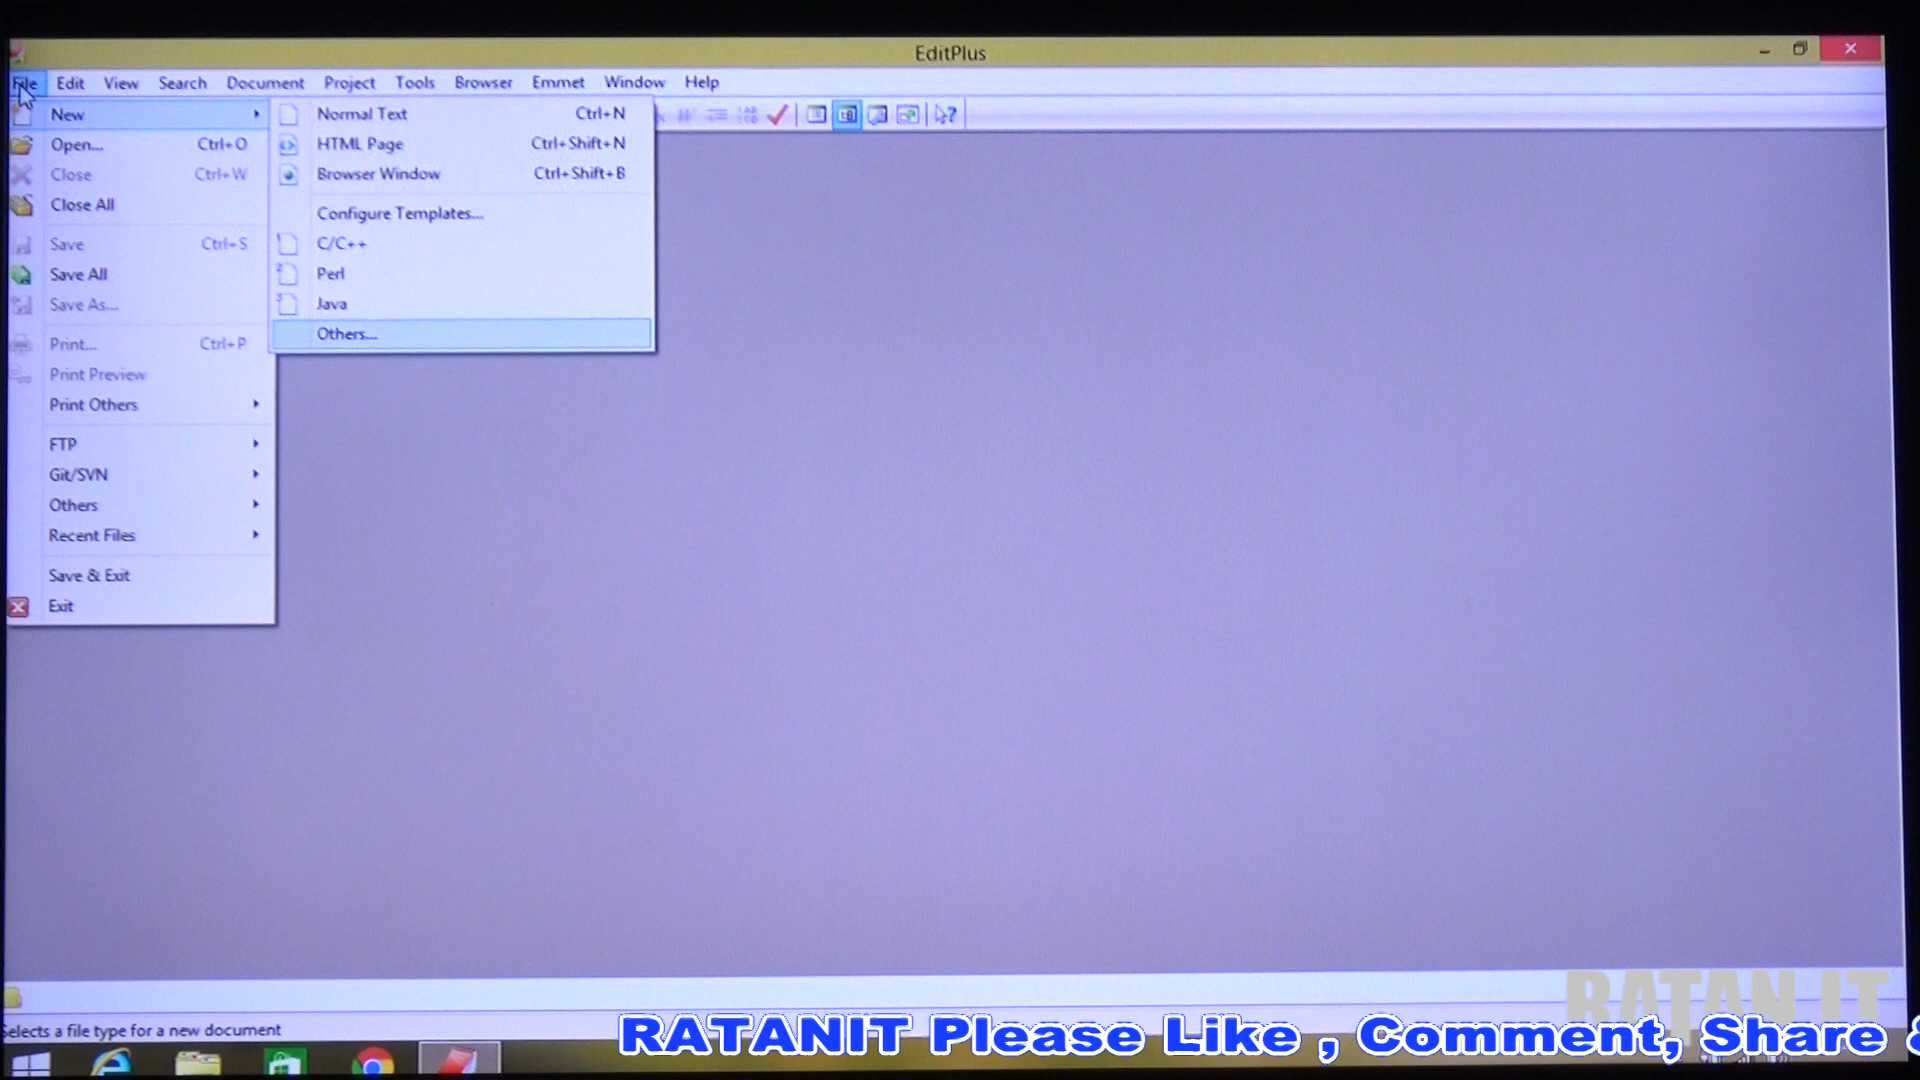 EditPlus
File Edit View Search Document Project Tools Browser Emmet Window Help
New
Open... Ctrl+O
Close Ctrl+W
Close All
Save Ctrl+S
Save All
Save As...
Print... Ctrl+P
Print Preview
Print Others
FTP
Git/SVN
Others
Recent Files
Save & Exit
Exit
Normal Text Ctrl+N
HTML Page Ctrl+Shift+N
Browser Window Ctrl+Shift+B
Configure Templates...
C/C++
Perl
Java
Others...
RATAN IT
Selects a file type for a new document
RATANIT Please Like , Comment, Share &